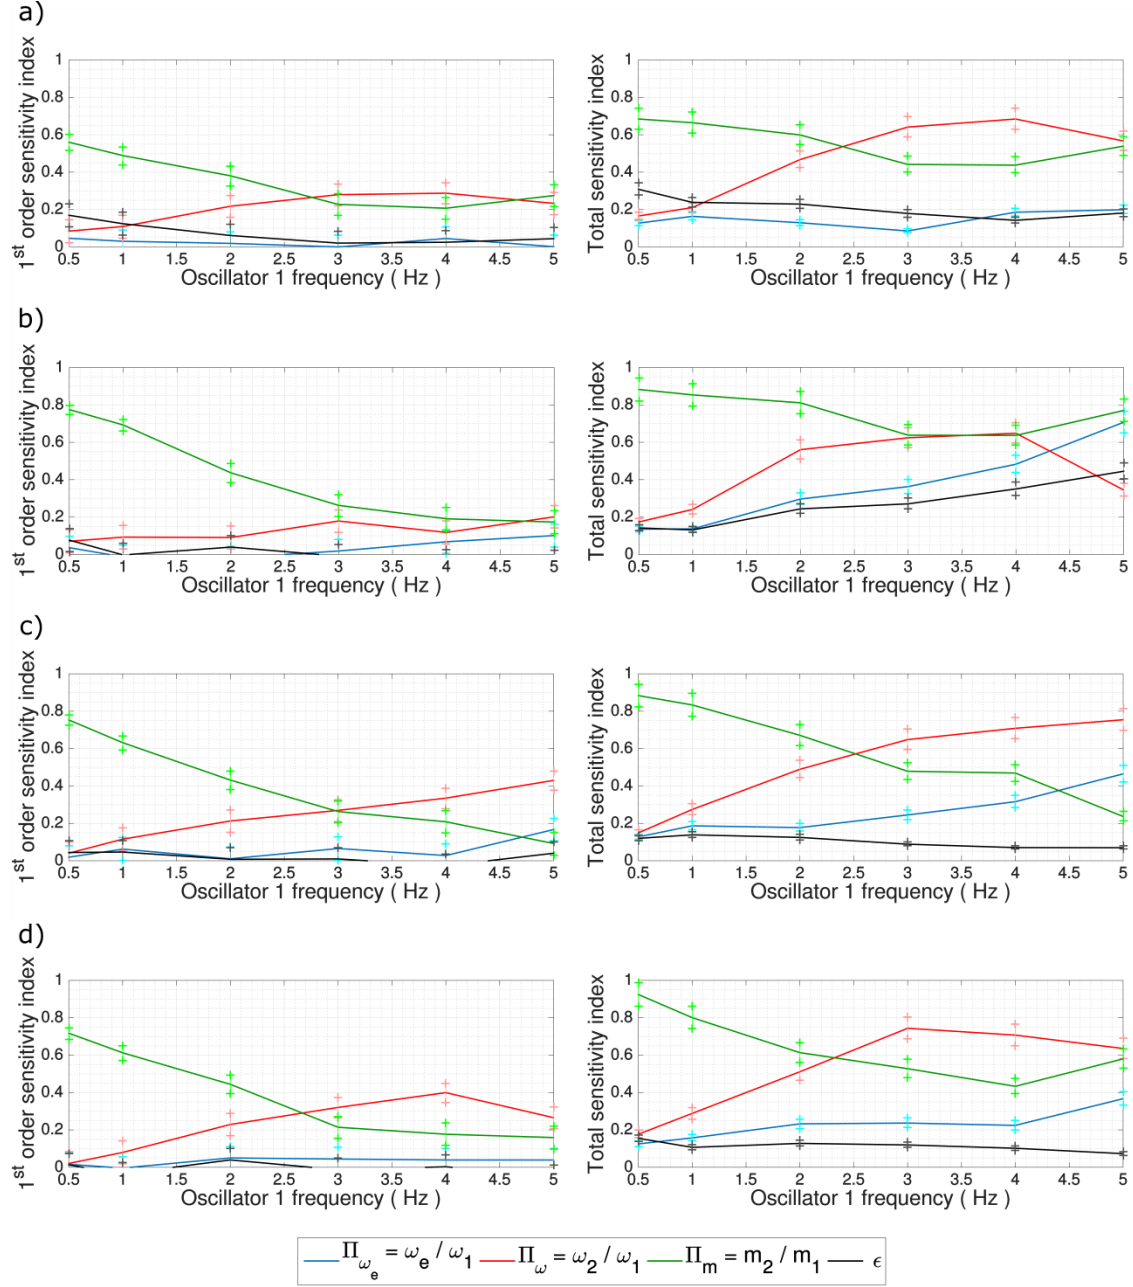 a)
1st order sensitivity index
1
0.8
0.6
0.4
0.2
0
0.5 1 1.5 2 2.5 3 3.5 4 4.5 5
Oscillator 1 frequency ( Hz )
Total sensitivity index
1
0.8
0.6
0.4
0.2
0
0.5 1 1.5 2 2.5 3 3.5 4 4.5 5
Oscillator 1 frequency ( Hz )
b)
1st order sensitivity index
1
0.8
0.6
0.4
0.2
0
0.5 1 1.5 2 2.5 3 3.5 4 4.5 5
Oscillator 1 frequency ( Hz )
Total sensitivity index
1
0.8
0.6
0.4
0.2
0
0.5 1 1.5 2 2.5 3 3.5 4 4.5 5
Oscillator 1 frequency ( Hz )
c)
1st order sensitivity index
1
0.8
0.6
0.4
0.2
0
0.5 1 1.5 2 2.5 3 3.5 4 4.5 5
Oscillator 1 frequency ( Hz )
Total sensitivity index
1
0.8
0.6
0.4
0.2
0
0.5 1 1.5 2 2.5 3 3.5 4 4.5 5
Oscillator 1 frequency ( Hz )
d)
1st order sensitivity index
1
0.8
0.6
0.4
0.2
0
0.5 1 1.5 2 2.5 3 3.5 4 4.5 5
Oscillator 1 frequency ( Hz )
Total sensitivity index
1
0.8
0.6
0.4
0.2
0
0.5 1 1.5 2 2.5 3 3.5 4 4.5 5
Oscillator 1 frequency ( Hz )
Π_ω_e = ω_e / ω_1 Π_ω = ω_2 / ω_1 Π_m = m_2 / m_1 ϵ